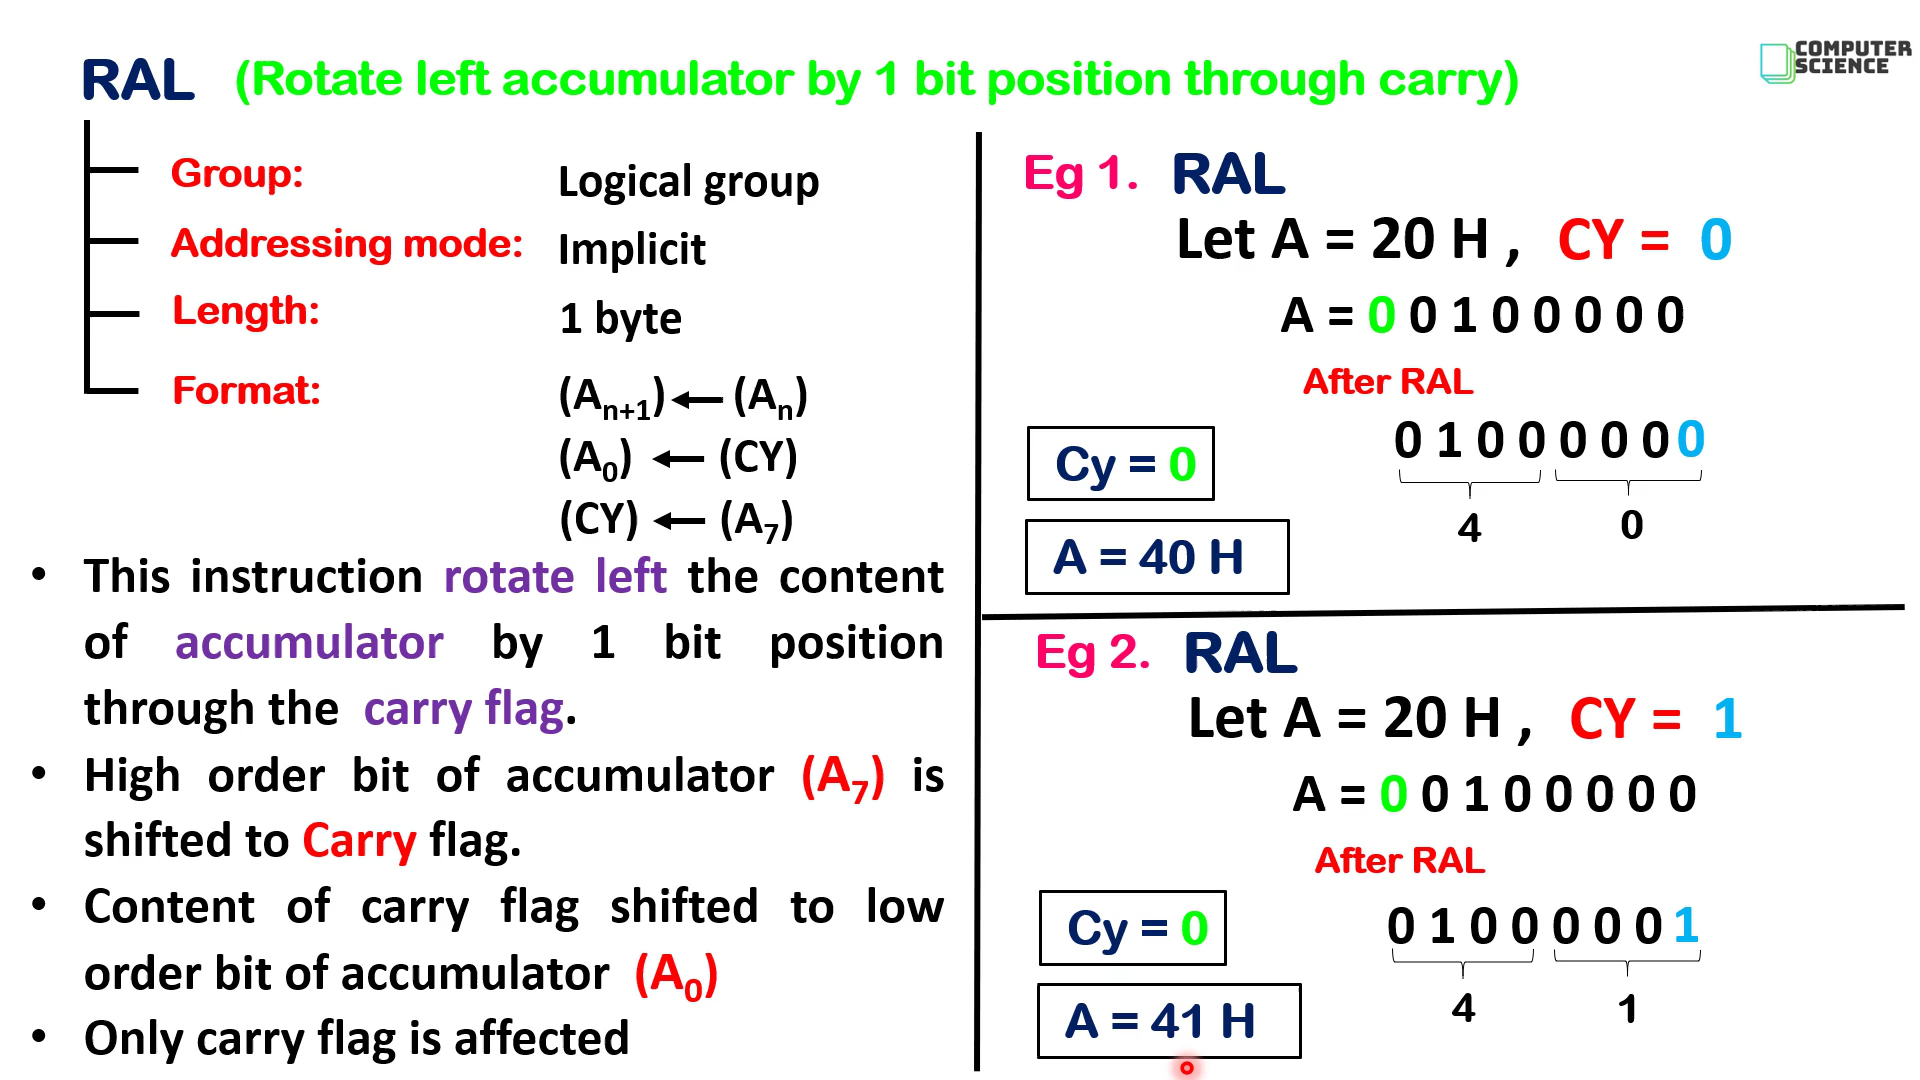 RAL (Rotate left accumulator by 1 bit position through carry)
COMPUTER
SCIENCE
Group: Logical group
Addressing mode: Implicit
Length: 1 byte
Format: (Aₙ₊₁) ← (Aₙ)
(A₀) ← (CY)
(CY) ← (A₇)
• This instruction rotate left the content
of accumulator by 1 bit position
through the carry flag.
• High order bit of accumulator (A₇) is
shifted to Carry flag.
• Content of carry flag shifted to low
order bit of accumulator (A₀)
• Only carry flag is affected
Eg 1. RAL
Let A = 20 H , CY = 0
A = 0 0 1 0 0 0 0 0
After RAL
0 1 0 0 0 0 0 0
Cy = 0
4 0
A = 40 H
Eg 2. RAL
Let A = 20 H , CY = 1
A = 0 0 1 0 0 0 0 0
After RAL
0 1 0 0 0 0 0 1
Cy = 0
4 1
A = 41 H